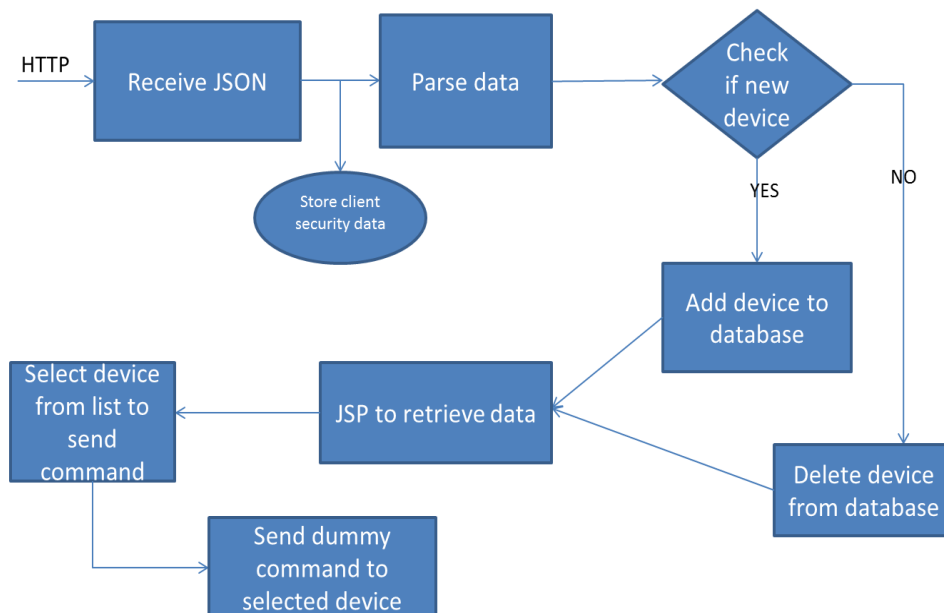 HTTP
Receive JSON
Parse data
Check
if new
device
Store client
security data
YES
NO
Add device to
database
Select device
from list to
send
command
JSP to retrieve data
Delete device
from database
Send dummy
command to
selected device